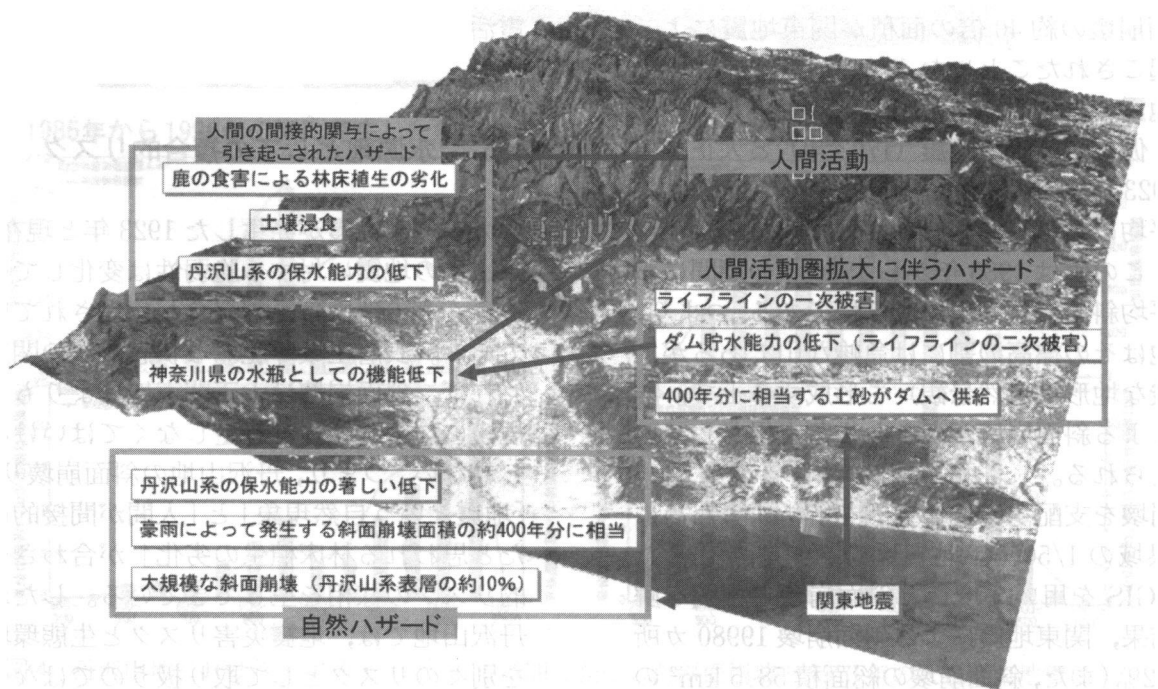 人間の間接的関与によって
引き起こされたハザード
鹿の食害による林床植生の劣化
土壌浸食
丹沢山系の保水能力の低下
人間活動
複合的リスク
人間活動圏拡大に伴うハザード
ライフラインの一次被害
ダム貯水能力の低下（ライフラインの二次被害）
400年分に相当する土砂がダムへ供給
神奈川県の水瓶としての機能低下
丹沢山系の保水能力の著しい低下
豪雨によって発生する斜面崩壊面積の約400年分に相当
大規模な斜面崩壊（丹沢山系表層の約10%）
自然ハザード
関東地震